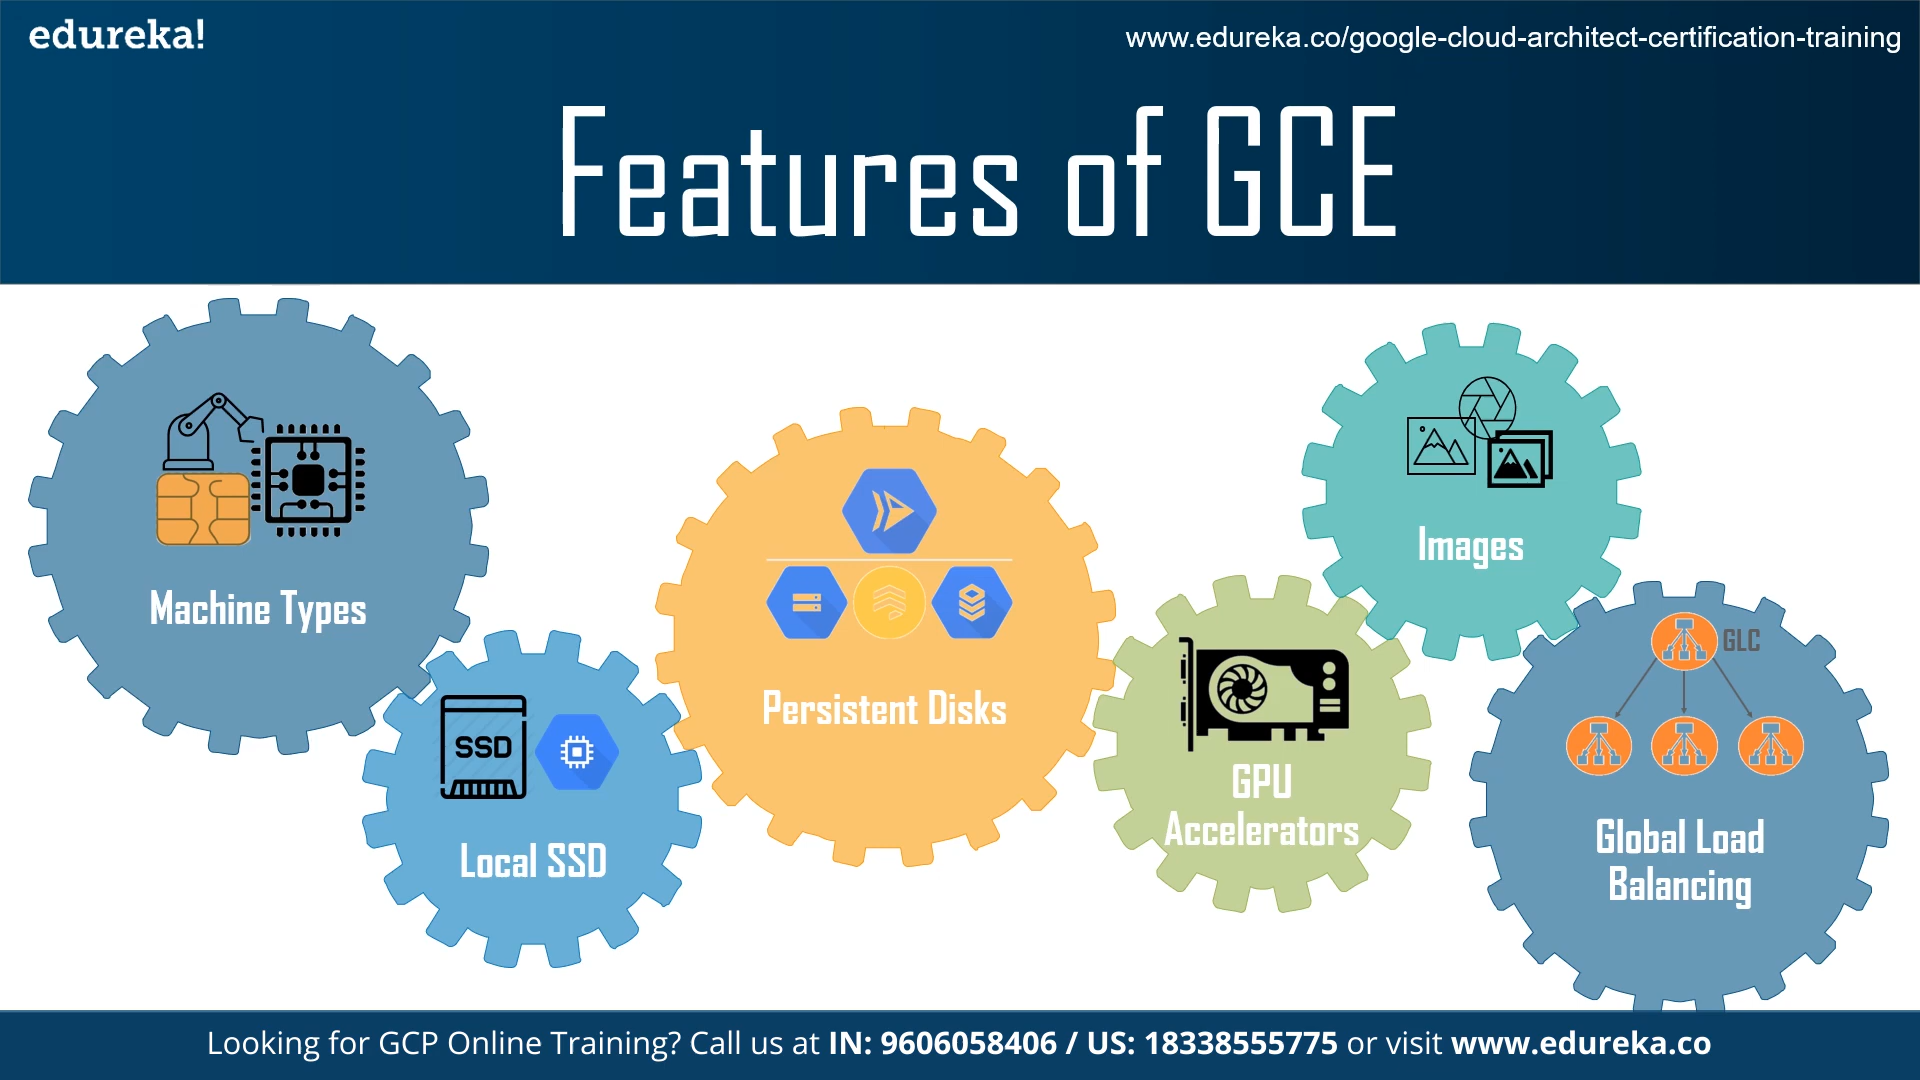 edureka!
www.edureka.co/google-cloud-architect-certification-training
Features of GCE
Machine Types
SSD
Local SSD
Persistent Disks
GPU
Accelerators
Images
GLC
Global Load
Balancing
Looking for GCP Online Training? Call us at IN: 9606058406 / US: 18338555775 or visit www.edureka.co